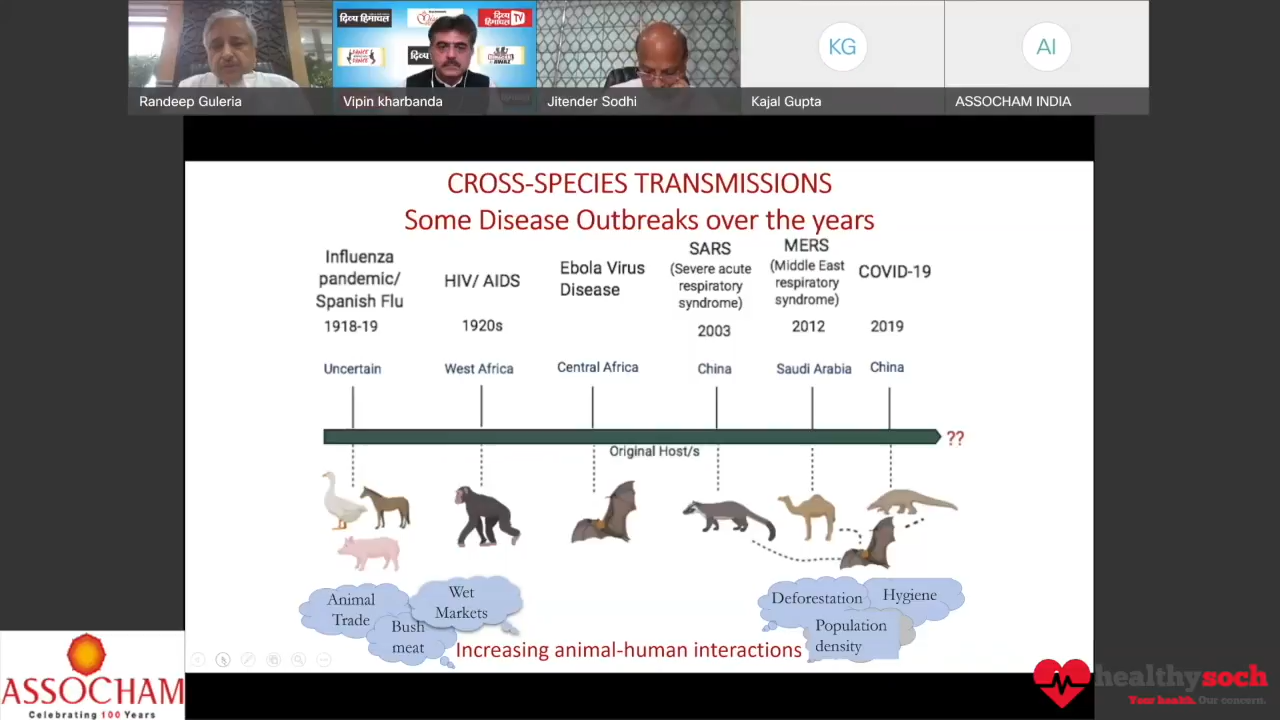 दिव्य हिमाचल
दिव्य हिमाचल TV
DANCE
Randeep Guleria
Vipin kharbanda
Jitender Sodhi
KG
Kajal Gupta
AI
ASSOCHAM INDIA
CROSS-SPECIES TRANSMISSIONS
Some Disease Outbreaks over the years
Influenza
pandemic/
Spanish Flu
1918-19
Uncertain
HIV/ AIDS
1920s
West Africa
Ebola Virus
Disease
Central Africa
SARS
(Severe acute
respiratory
syndrome)
2003
China
MERS
(Middle East
respiratory
syndrome)
2012
Saudi Arabia
COVID-19
2019
China
??
Original Host/s
Animal
Trade
Bush
meat
Wet
Markets
Deforestation
Hygiene
Population
density
Increasing animal-human interactions
ASSOCHAM
Celebrating 100 Years
healthysoch
Your health. Our concern.